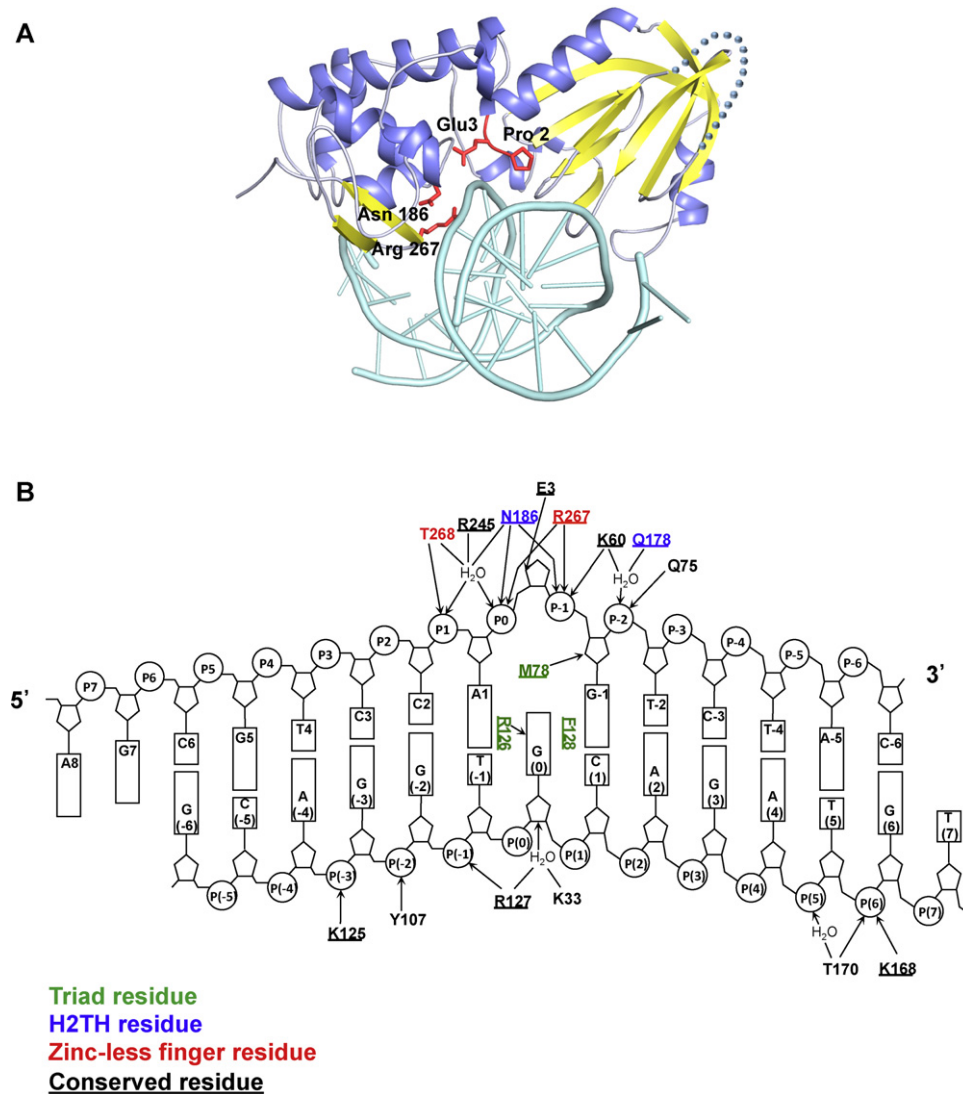 A
Glu3
Pro 2
Asn 186
Arg 267
B
E3
T268 R245 N186 R267 K60 Q178
H2O H2O Q75
P7 P6 P5 P4 P3 P2 P1 P0 P-1 P-2 P-3 P-4 P-5 P-6
5’ 3’
M78
A8 G7 C6 G5 T4 C3 C2 A1 G-1 T-2 C-3 T-4 A-5 C-6
R126 F128
G(-6) C(-5) A(-4) G(-3) G(-2) T(-1) G(0) C(1) A(2) G(3) A(4) T(5) G(6) T(7)
P(-5) P(-4) P(-3) P(-2) P(-1) P(0) P(1) P(2) P(3) P(4) P(5) P(6) P(7)
H2O
K125 Y107 R127 K33
H2O
T170 K168
Triad residue
H2TH residue
Zinc-less finger residue
Conserved residue